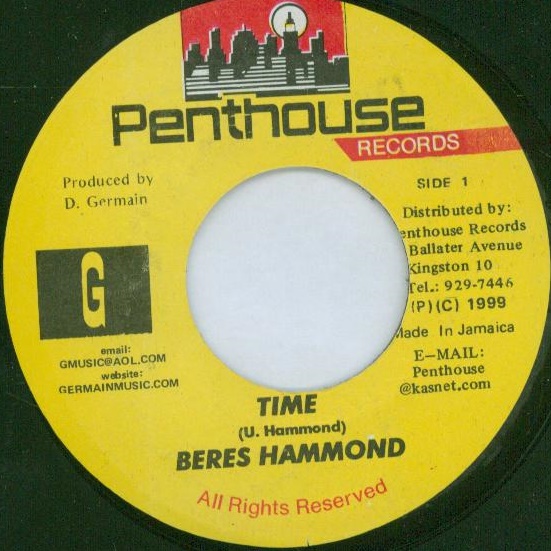 Penthouse
RECORDS
Produced by
D. Germain
SIDE 1
Distributed by:
enthouse Records
Ballater Avenue
Kingston 10
Tel.: 929-7446
(P)(C) 1999
Made In Jamaica
E-MAIL:
Penthouse
@kasnet.com
G
email:
GMUSIC@AOL.COM
website:
GERMAINMUSIC.COM
TIME
(U. Hammond)
BERES HAMMOND
All Rights Reserved